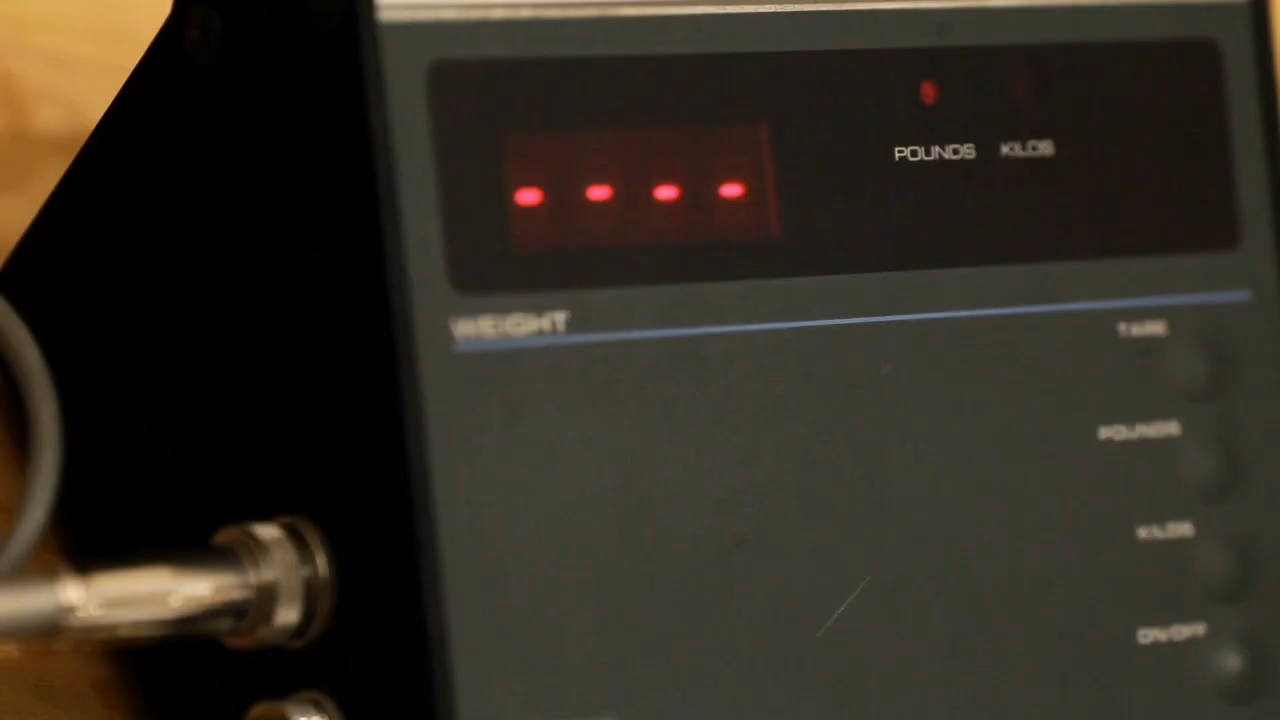 ----
POUNDS KILOS
WEIGHT
TARE
POUNDS
KILOS
ON/OFF